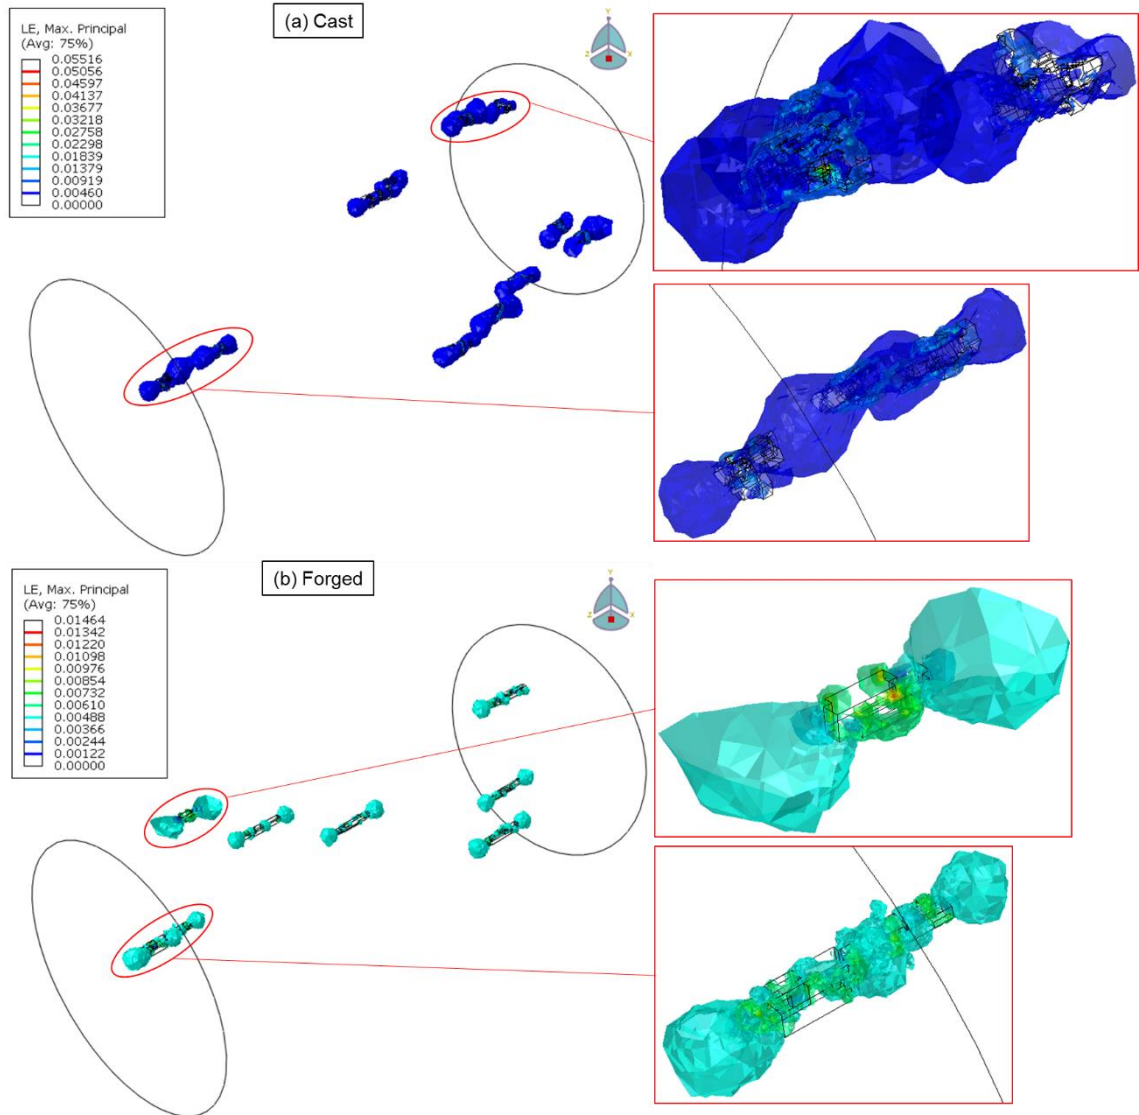 (a) Cast
LE, Max. Principal
(Avg: 75%)
0.05516
0.05056
0.04597
0.04137
0.03677
0.03218
0.02758
0.02298
0.01839
0.01379
0.00919
0.00460
0.00000
Y
Z
X
(b) Forged
LE, Max. Principal
(Avg: 75%)
0.01464
0.01342
0.01220
0.01098
0.00976
0.00854
0.00732
0.00610
0.00488
0.00366
0.00244
0.00122
0.00000
Y
Z
X